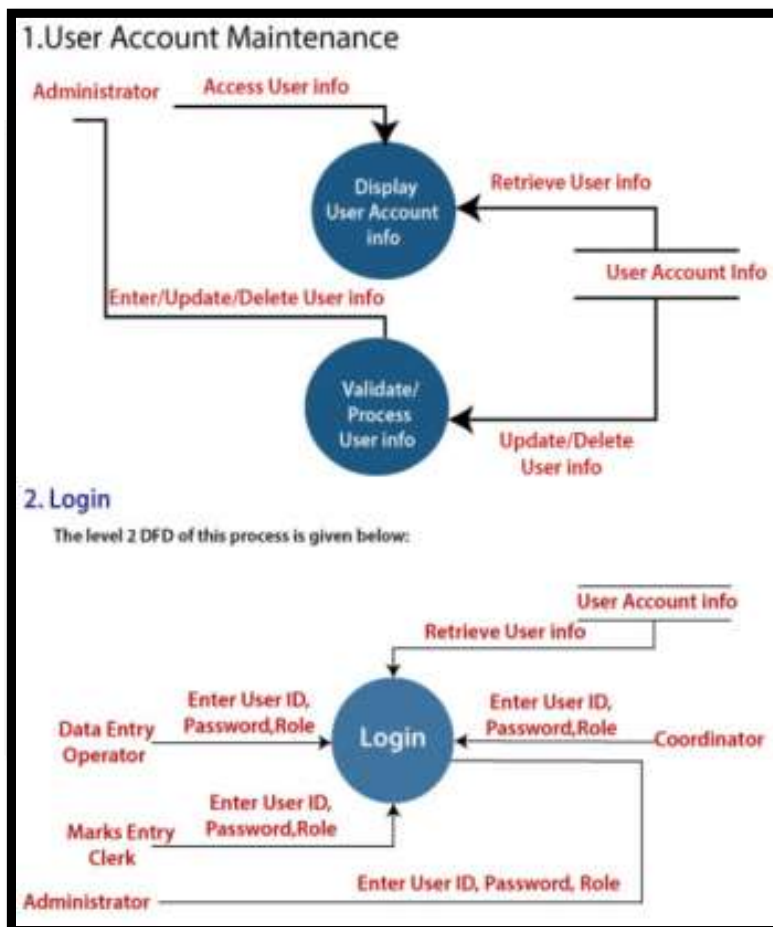 1.User Account Maintenance
Administrator
Access User info
Display
User Account
info
Retrieve User info
User Account Info
Enter/Update/Delete User info
Validate/
Process
User info
Update/Delete
User info
2. Login
The level 2 DFD of this process is given below:
User Account info
Retrieve User info
Enter User ID,
Password,Role
Data Entry
Operator
Login
Enter User ID,
Password,Role
Coordinator
Enter User ID,
Password,Role
Marks Entry
Clerk
Enter User ID, Password, Role
Administrator